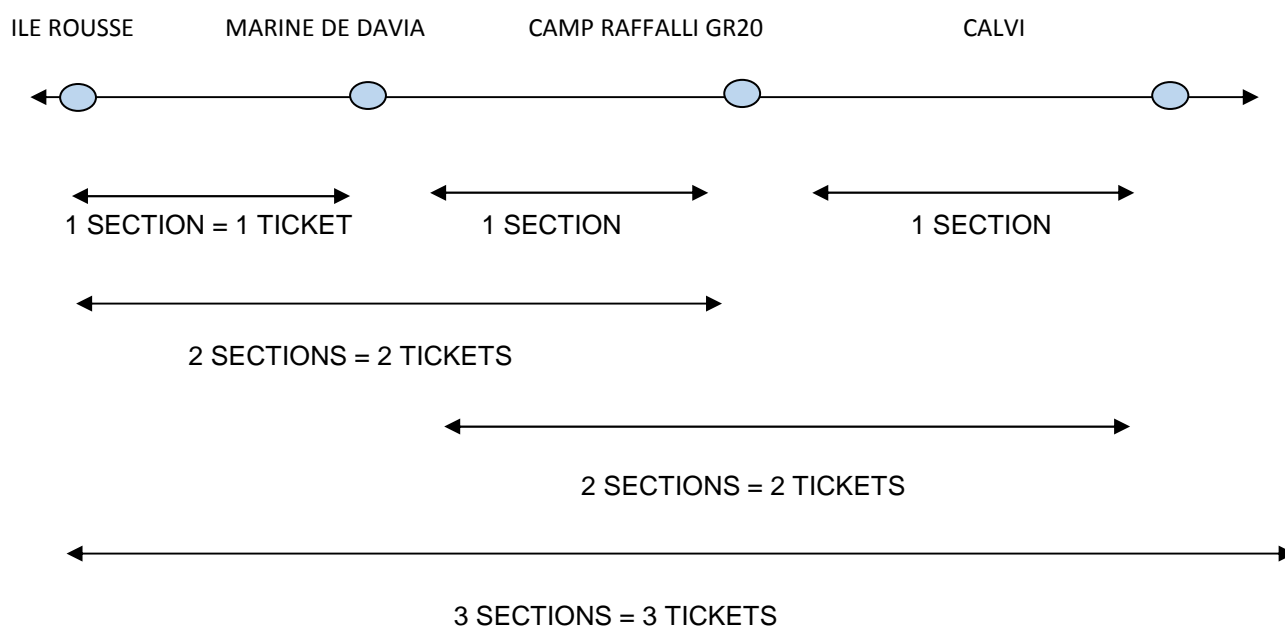 ILE ROUSSE MARINE DE DAVIA CAMP RAFFALLI GR20 CALVI
1 SECTION = 1 TICKET 1 SECTION 1 SECTION
2 SECTIONS = 2 TICKETS
2 SECTIONS = 2 TICKETS
3 SECTIONS = 3 TICKETS